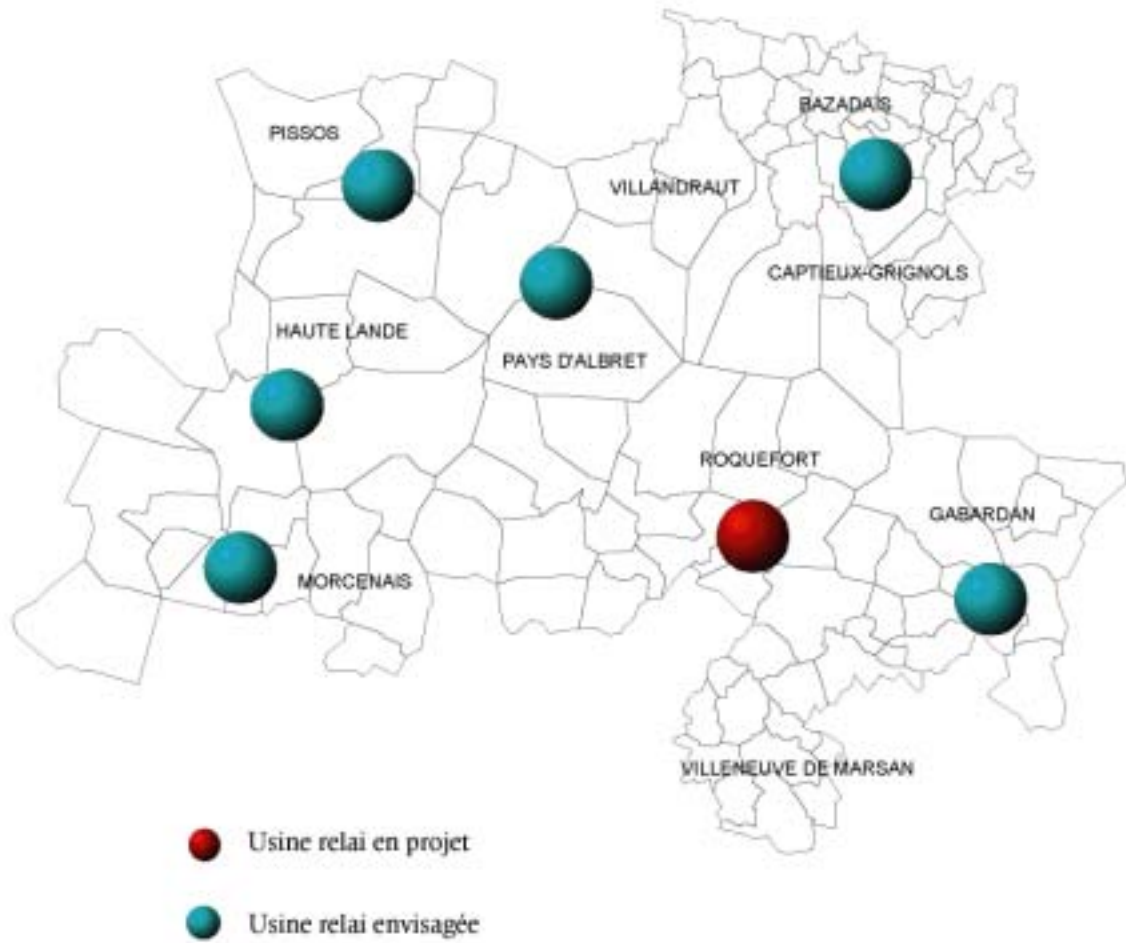 BAZADAIS
PISSOS
VILLANDRAUT
CAPTIEUX-GRIGNOLS
HAUTE LANDE
PAYS D'ALBRET
ROQUEFORT
GABARDAN
MORCENAIS
VILLENEUVE DE MARSAN
Usine relai en projet
Usine relai envisagée